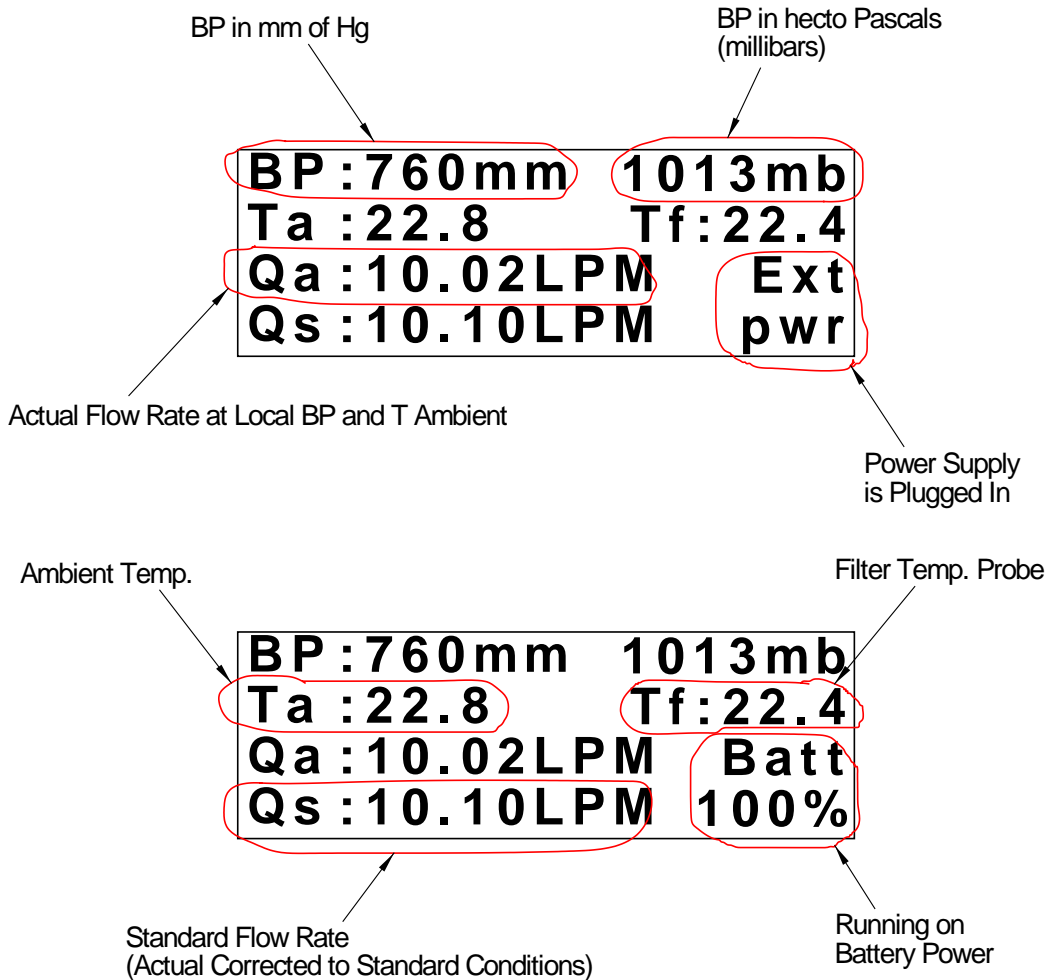 BP in mm of Hg
BP in hecto Pascals
(millibars)
BP:760mm 1013mb
Ta:22.8 Tf:22.4
Qa:10.02LPM Ext
Qs:10.10LPM pwr
Actual Flow Rate at Local BP and T Ambient
Power Supply
is Plugged In
Ambient Temp.
Filter Temp. Probe
BP:760mm 1013mb
Ta:22.8 Tf:22.4
Qa:10.02LPM Batt
Qs:10.10LPM 100%
Standard Flow Rate
(Actual Corrected to Standard Conditions)
Running on
Battery Power